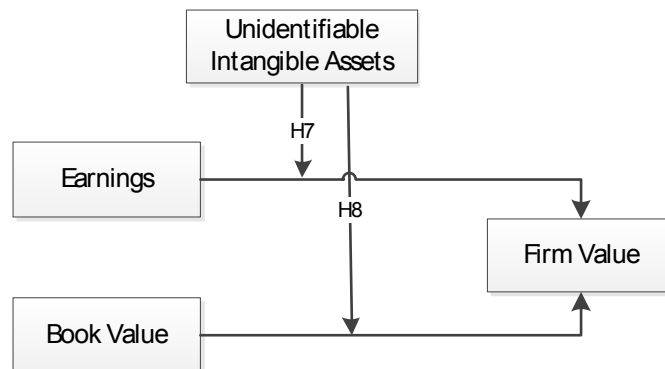 Unidentifiable
Intangible Assets
H7
Earnings
H8
Firm Value
Book Value